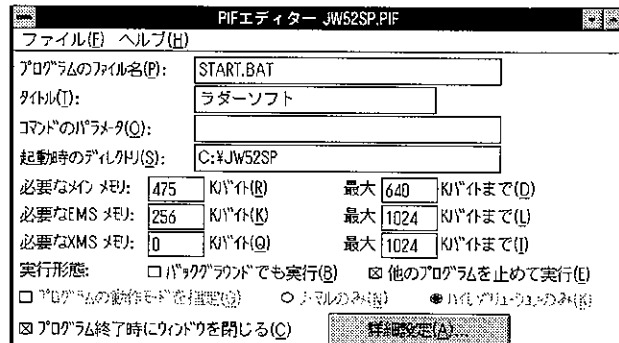 PIFエディター JW52SP.PIF
ファイル(F) ヘルプ(H)
プログラムのファイル名(P): START.BAT
タイトル(T): ラダーソフト
コマンドのパラメータ(O):
起動時のディレクトリ(S): C:¥JW52SP
必要なメイン メモリ: 475 Kバイト(R) 最大 640 Kバイトまで(D)
必要なEMS メモリ: 256 Kバイト(K) 最大 1024 Kバイトまで(L)
必要なXMS メモリ: 0 Kバイト(Q) 最大 1024 Kバイトまで(I)
実行形態: バックグラウンドでも実行(B) 他のプログラムを止めて実行(E)
プログラムの動作モードを指定(G) ノーマルのみ(N) ハイレゾリューションのみ(H)
プログラム終了時にウィンドウを閉じる(C) 詳細設定(A)